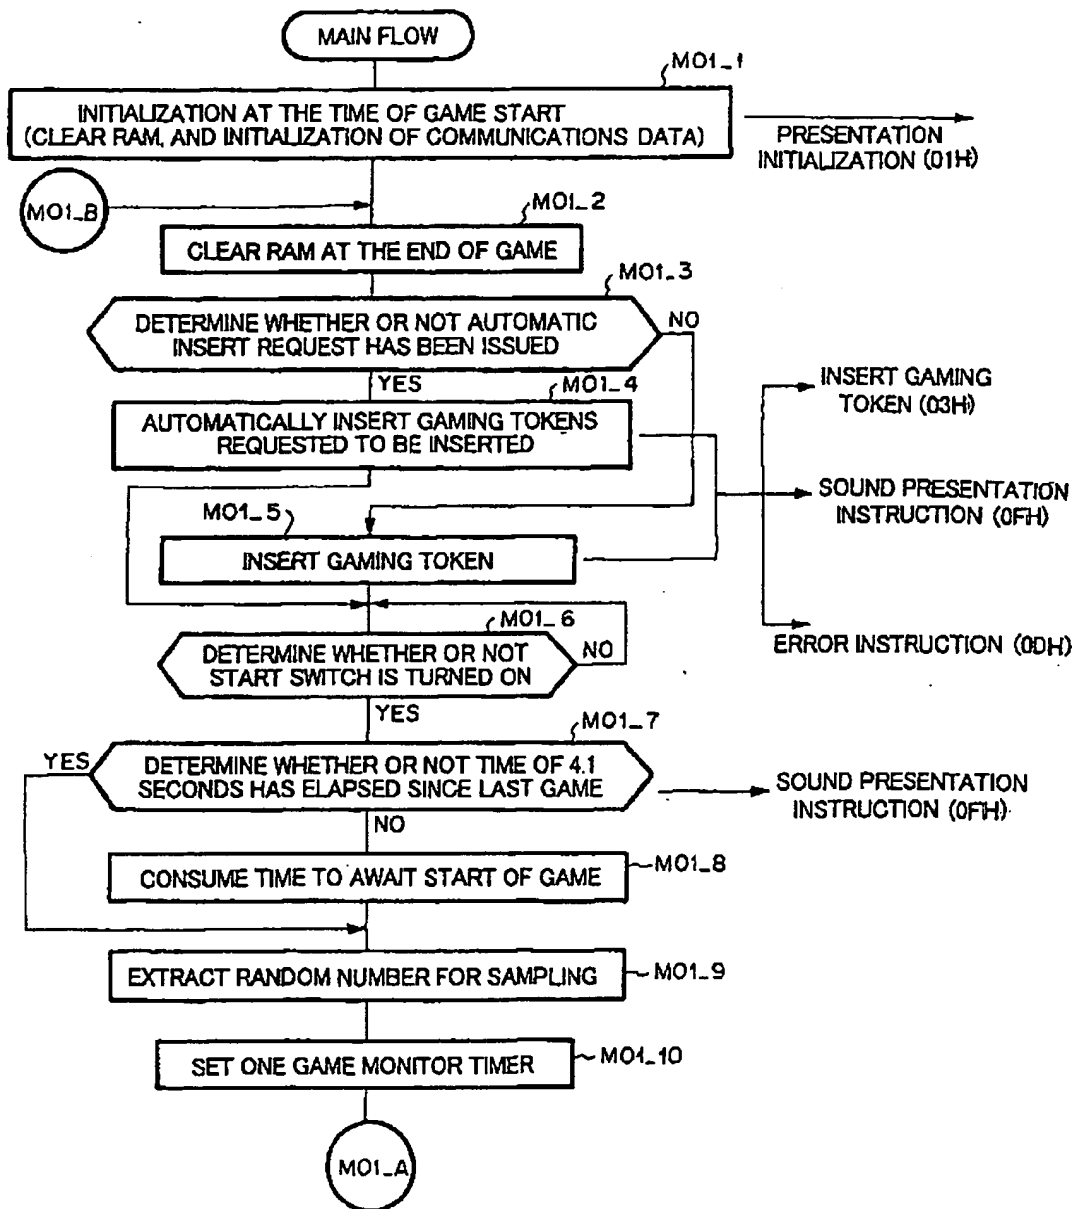 MAIN FLOW
M01_1
INITIALIZATION AT THE TIME OF GAME START
(CLEAR RAM, AND INITIALIZATION OF COMMUNICATIONS DATA)
PRESENTATION
INITIALIZATION (01H)
M01_B
M01_2
CLEAR RAM AT THE END OF GAME
M01_3
DETERMINE WHETHER OR NOT AUTOMATIC
INSERT REQUEST HAS BEEN ISSUED
NO
YES
M01_4
AUTOMATICALLY INSERT GAMING TOKENS
REQUESTED TO BE INSERTED
INSERT GAMING
TOKEN (03H)
SOUND PRESENTATION
INSTRUCTION (0FH)
M01_5
INSERT GAMING TOKEN
ERROR INSTRUCTION (0DH)
M01_6
DETERMINE WHETHER OR NOT
START SWITCH IS TURNED ON
NO
YES
M01_7
YES
DETERMINE WHETHER OR NOT TIME OF 4.1
SECONDS HAS ELAPSED SINCE LAST GAME
SOUND PRESENTATION
INSTRUCTION (0FH)
NO
CONSUME TIME TO AWAIT START OF GAME
M01_8
EXTRACT RANDOM NUMBER FOR SAMPLING
M01_9
SET ONE GAME MONITOR TIMER
M01_10
M01_A